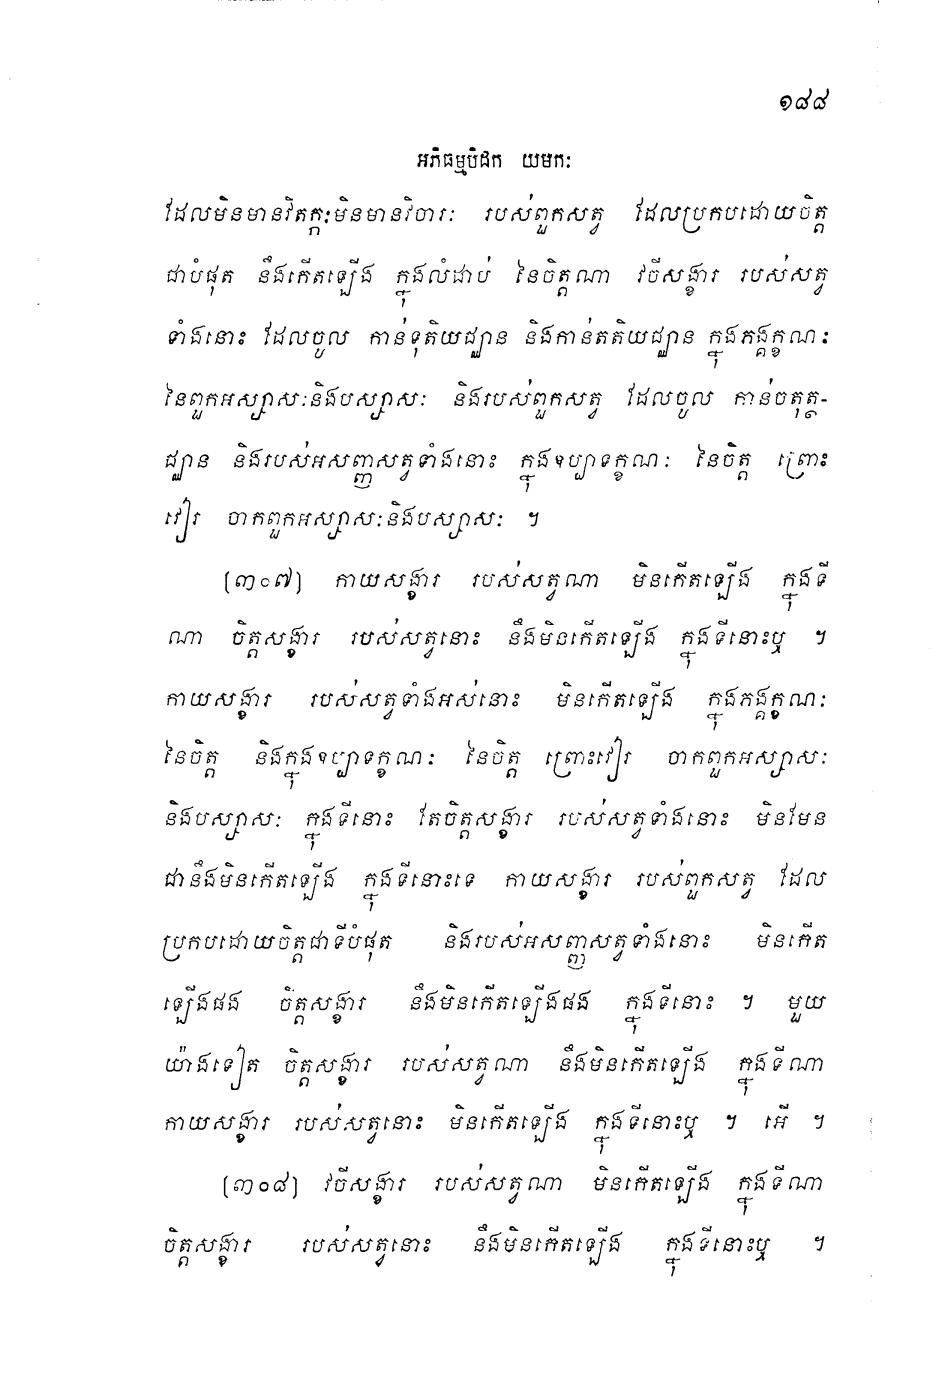 ១៨៨
អភិធម្មបិដក យមកៈ
ដែលមិនមានវិតក្កៈមិនមានវិចារៈ របស់ពួកសត្វ ដែលប្រកបដោយចិត្ត
ជាបំផុត នឹងកើតឡើង ក្នុងលំដាប់ នៃចិត្តណា វចីសង្ខារ របស់សត្វ
ទាំងនោះ ដែលចូល កាន់ទុតិយជ្ឈាន និងកាន់តតិយជ្ឈាន ក្នុងភង្គក្ខណៈ
នៃពួកអស្សាសៈនិងបស្សាសៈ និងរបស់ពួកសត្វ ដែលចូល កាន់ចតុត្ថ-
ជ្ឈាន និងរបស់អសញ្ញសត្វទាំងនោះ ក្នុងឧប្បាទក្ខណៈ នៃចិត្ត ព្រោះ
វៀរ ចាកពួកអស្សាសៈនិងបស្សាសៈ ។
(៣០៧) កាយសង្ខារ របស់សត្វណា មិនកើតឡើង ក្នុងទី
ណា ចិត្តសង្ខារ របស់សត្វនោះ នឹងមិនកើតឡើង ក្នុងទីនោះឬ ។
កាយសង្ខារ របស់សត្វទាំងអស់នោះ មិនកើតឡើង ក្នុងភង្គក្ខណៈ
នៃចិត្ត និងក្នុងឧប្បាទក្ខណៈ នៃចិត្ត ព្រោះវៀរ ចាកពួកអស្សាសៈ
និងបស្សាសៈ ក្នុងទីនោះ តែចិត្តសង្ខារ របស់សត្វទាំងនោះ មិនមែន
ជានឹងមិនកើតឡើង ក្នុងទីនោះទេ កាយសង្ខារ របស់ពួកសត្វ ដែល
ប្រកបដោយចិត្តជាទីបំផុត និងរបស់អសញ្ញសត្វទាំងនោះ មិនកើត
ឡើងផង ចិត្តសង្ខារ នឹងមិនកើតឡើងផង ក្នុងទីនោះ ។ មួយ
យ៉ាងទៀត ចិត្តសង្ខារ របស់សត្វណា នឹងមិនកើតឡើង ក្នុងទីណា
កាយសង្ខារ របស់សត្វនោះ មិនកើតឡើង ក្នុងទីនោះឬ ។ អើ ។
(៣០៨) វចីសង្ខារ របស់សត្វណា មិនកើតឡើង ក្នុងទីណា
ចិត្តសង្ខារ របស់សត្វនោះ នឹងមិនកើតឡើង ក្នុងទីនោះឬ ។